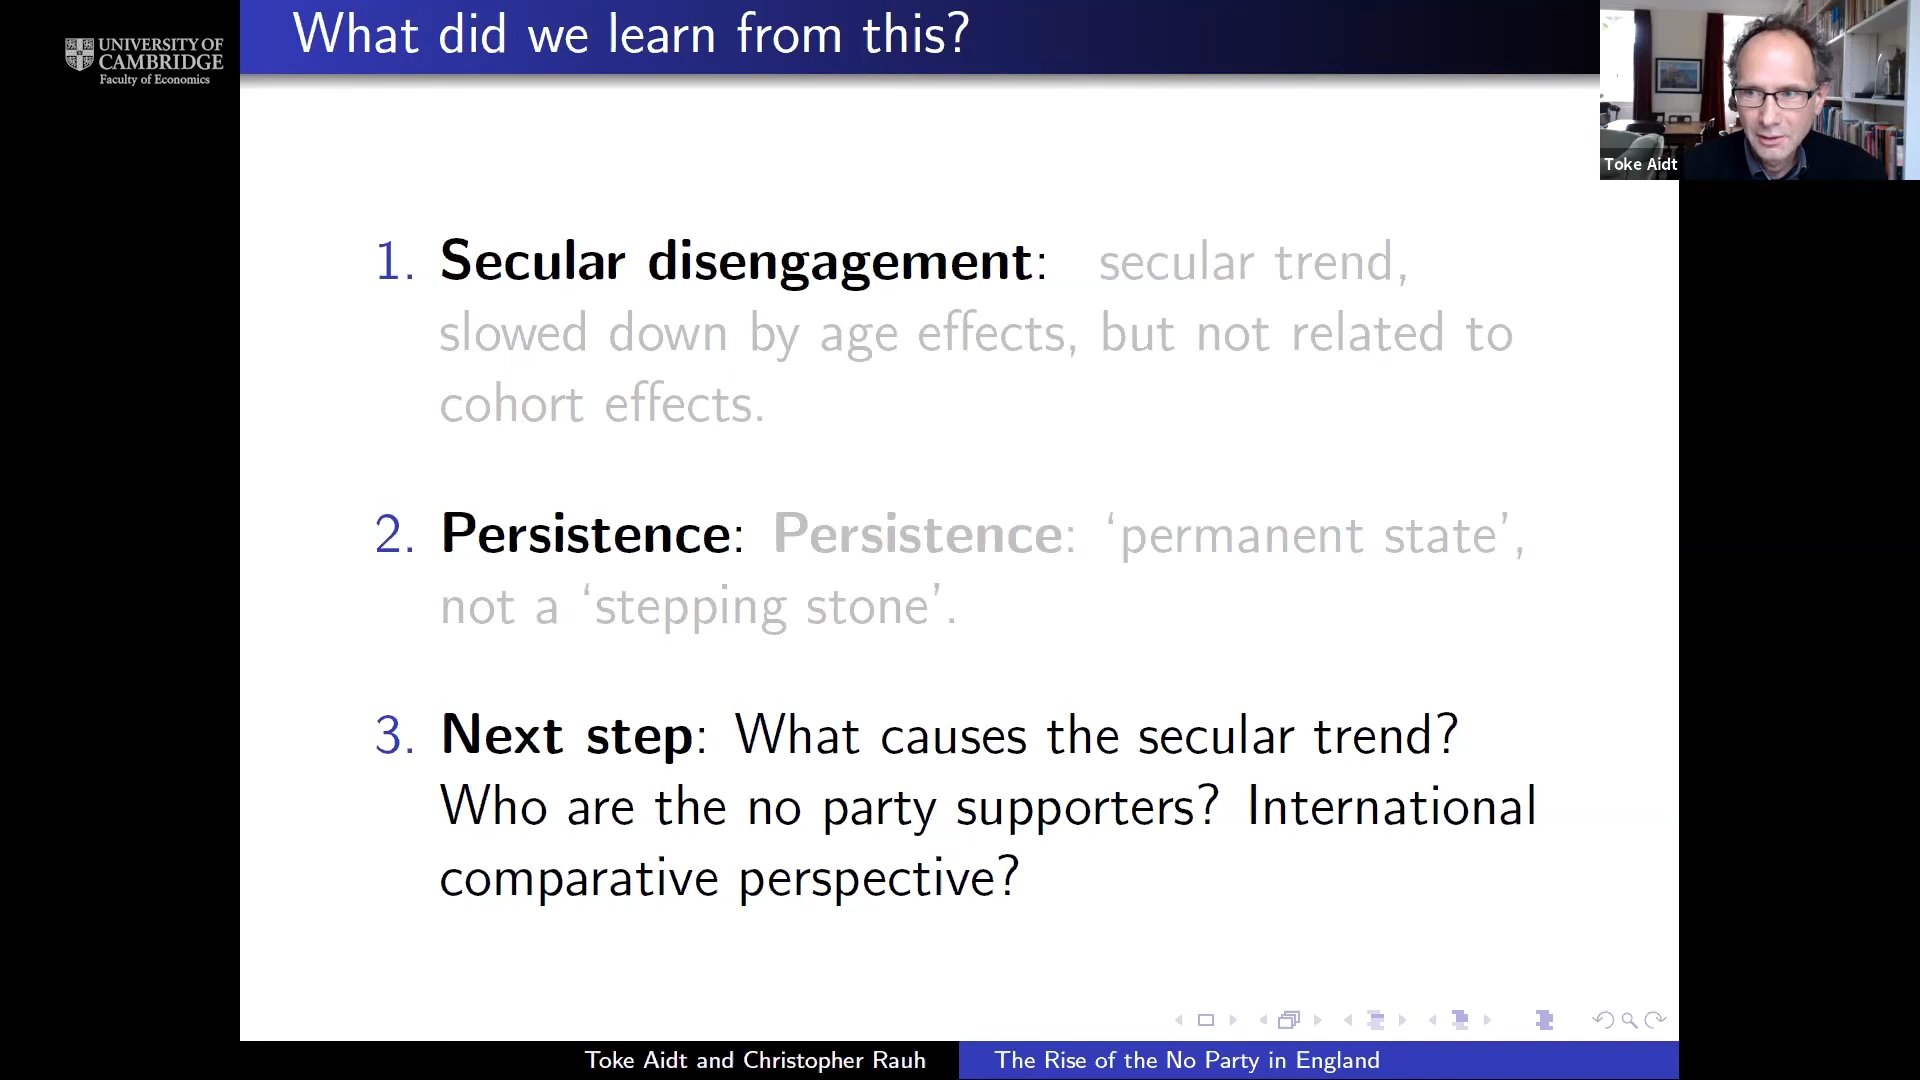 UNIVERSITY OF
CAMBRIDGE
Faculty of Economics
What did we learn from this?
Toke Aidt
1. Secular disengagement: secular trend,
slowed down by age effects, but not related to
cohort effects.
2. Persistence: Persistence: ‘permanent state’,
not a ‘stepping stone’.
3. Next step: What causes the secular trend?
Who are the no party supporters? International
comparative perspective?
Toke Aidt and Christopher Rauh
The Rise of the No Party in England